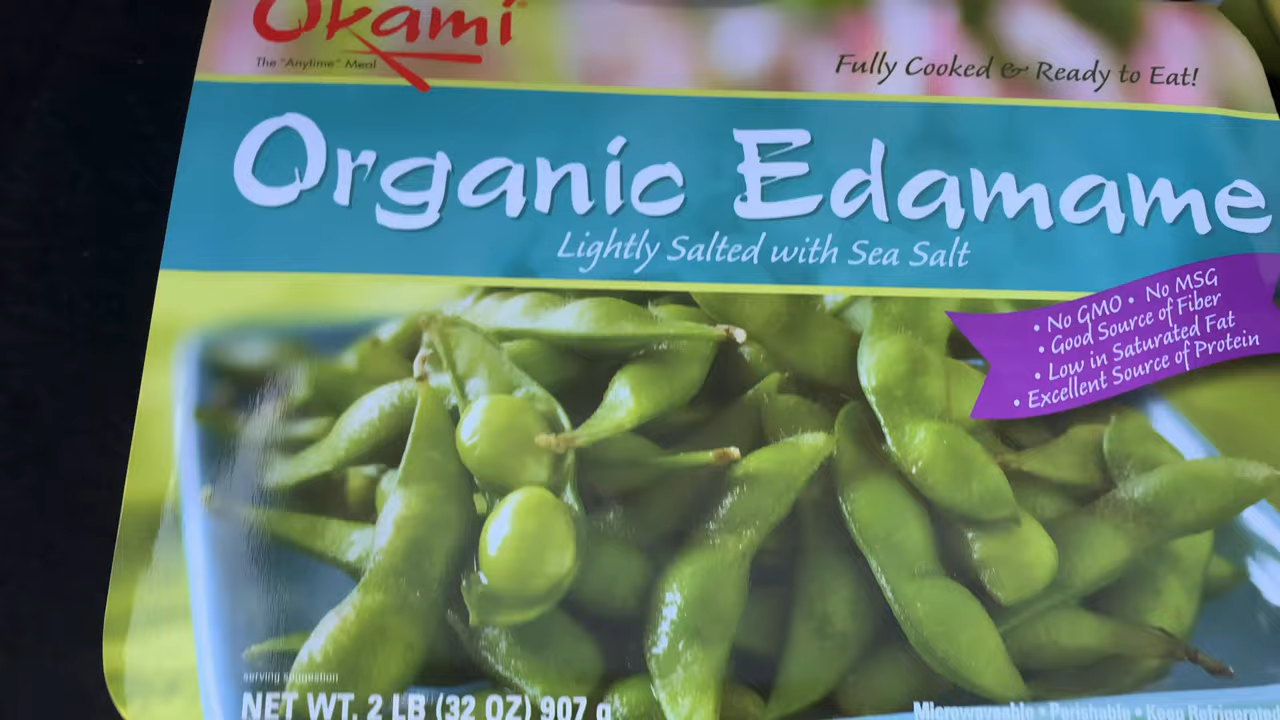 Okami
The "Anytime" Meal
Fully Cooked & Ready to Eat!
Organic Edamame
Lightly Salted with Sea Salt
• No GMO • No MSG
• Good Source of Fiber
• Low in Saturated Fat
• Excellent Source of Protein
serving suggestion
NET WT. 2 LB (32 OZ) 907 g
Microwaveable • Perishable • Keep Refrigerated